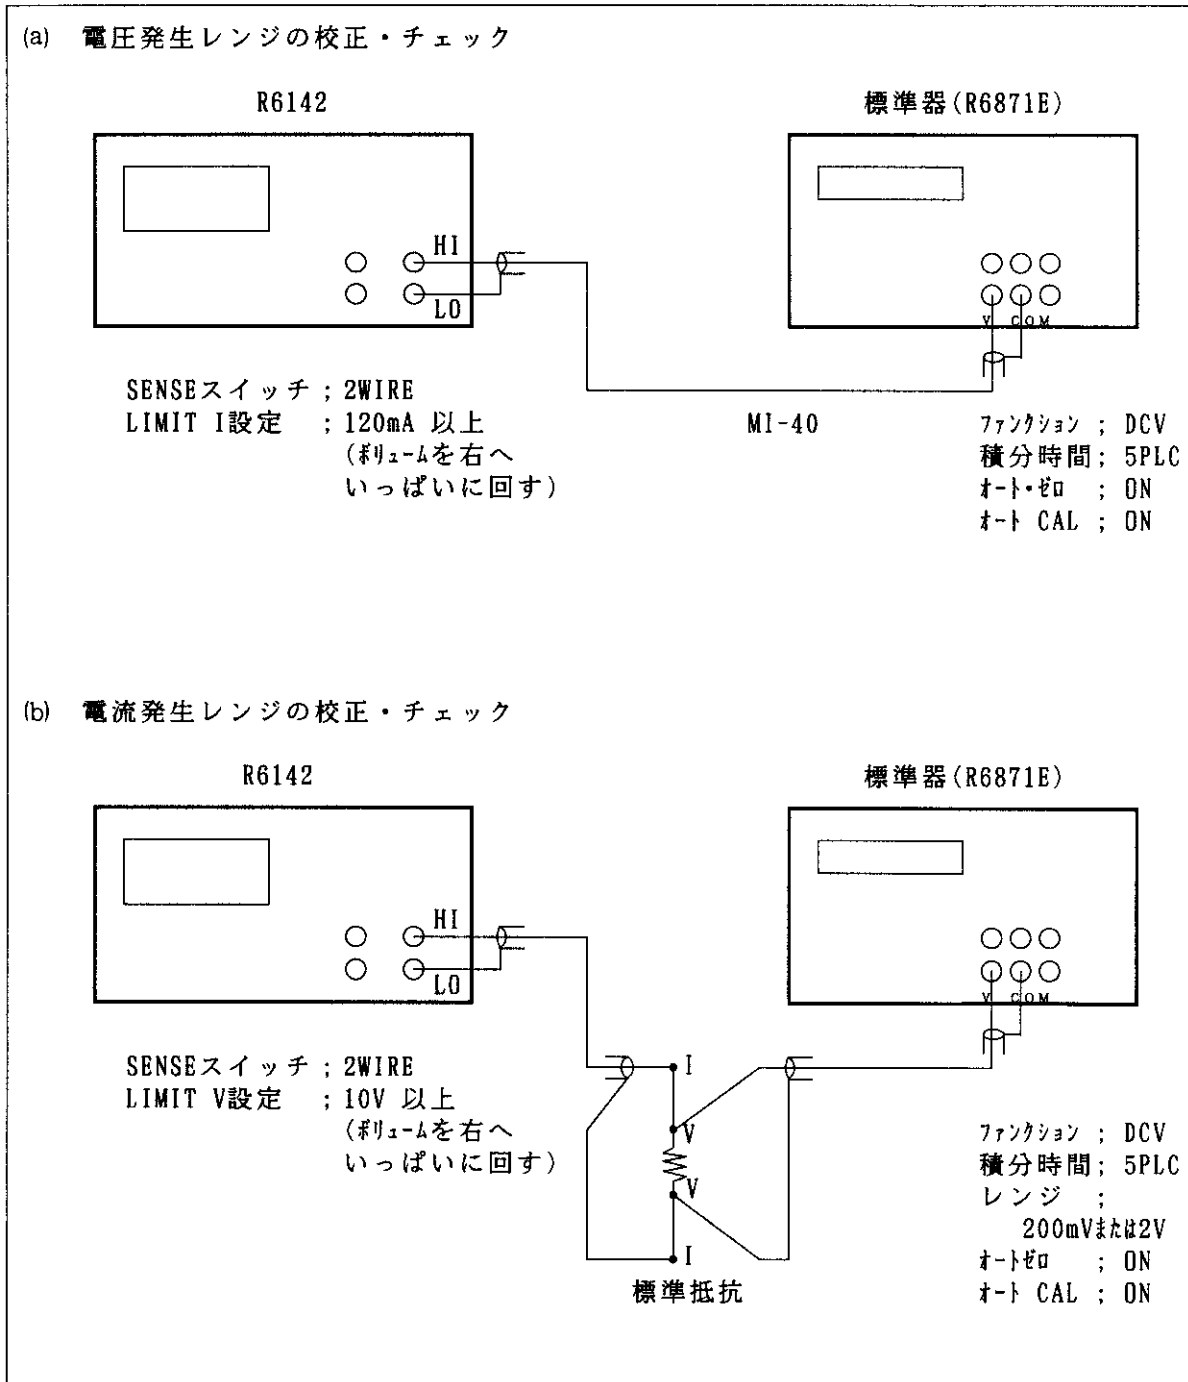 (a) 電圧発生レンジの校正・チェック
R6142
標準器(R6871E)
HI
LO
V COM
SENSEスイッチ ; 2WIRE
LIMIT I設定 ; 120mA 以上
(ボリュームを右へ
いっぱいに回す)
MI-40
ファンクション ; DCV
積分時間 ; 5PLC
オート・ゼロ ; ON
オート CAL ; ON
(b) 電流発生レンジの校正・チェック
R6142
標準器(R6871E)
HI
LO
V COM
SENSEスイッチ ; 2WIRE
LIMIT V設定 ; 10V 以上
(ボリュームを右へ
いっぱいに回す)
I
V
V
I
標準抵抗
ファンクション ; DCV
積分時間 ; 5PLC
レンジ ;
200mVまたは2V
オートゼロ ; ON
オート CAL ; ON